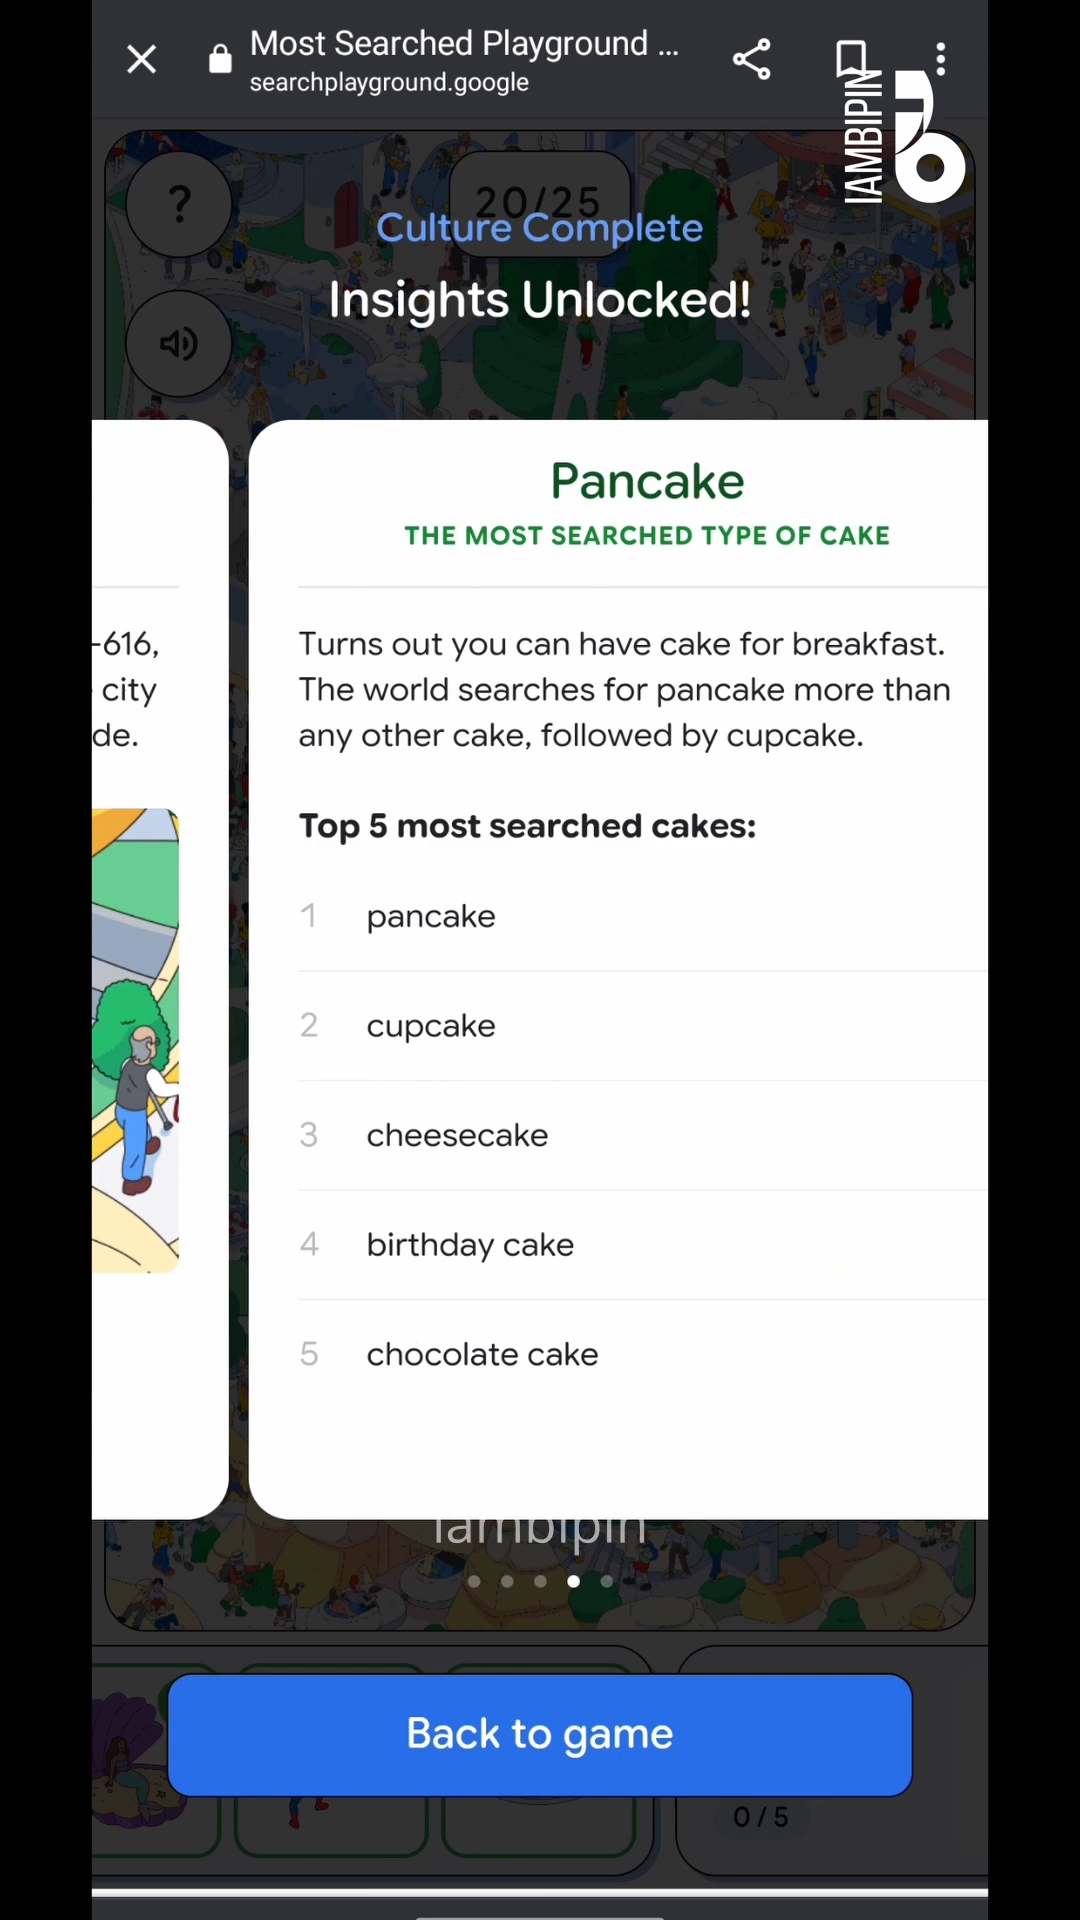 Most Searched Playground ...
searchplayground.google
IAMBIPIN
?
20/25
Culture Complete
Insights Unlocked!
-616,
city
de.
Pancake
THE MOST SEARCHED TYPE OF CAKE
Turns out you can have cake for breakfast.
The world searches for pancake more than
any other cake, followed by cupcake.
Top 5 most searched cakes:
1 pancake
2 cupcake
3 cheesecake
4 birthday cake
5 chocolate cake
iambipin
Back to game
0 / 5